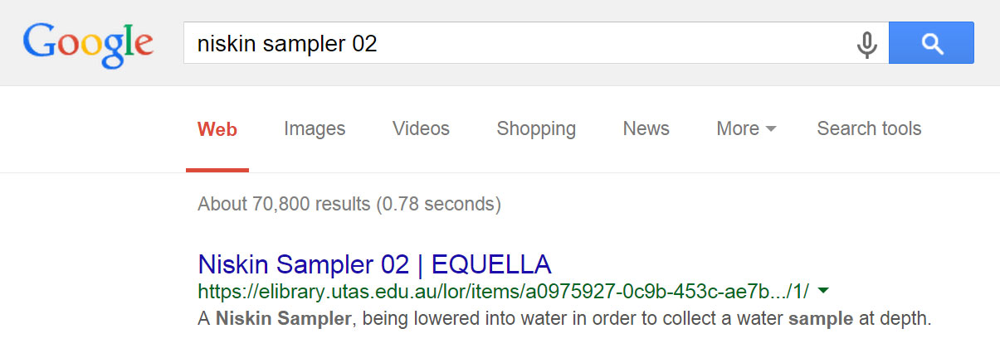 Google niskin sampler 02
Web Images Videos Shopping News More Search tools
About 70,800 results (0.78 seconds)
Niskin Sampler 02 | EQUELLA
https://elibrary.utas.edu.au/lor/items/a0975927-0c9b-453c-ae7b.../1/
A Niskin Sampler, being lowered into water in order to collect a water sample at depth.